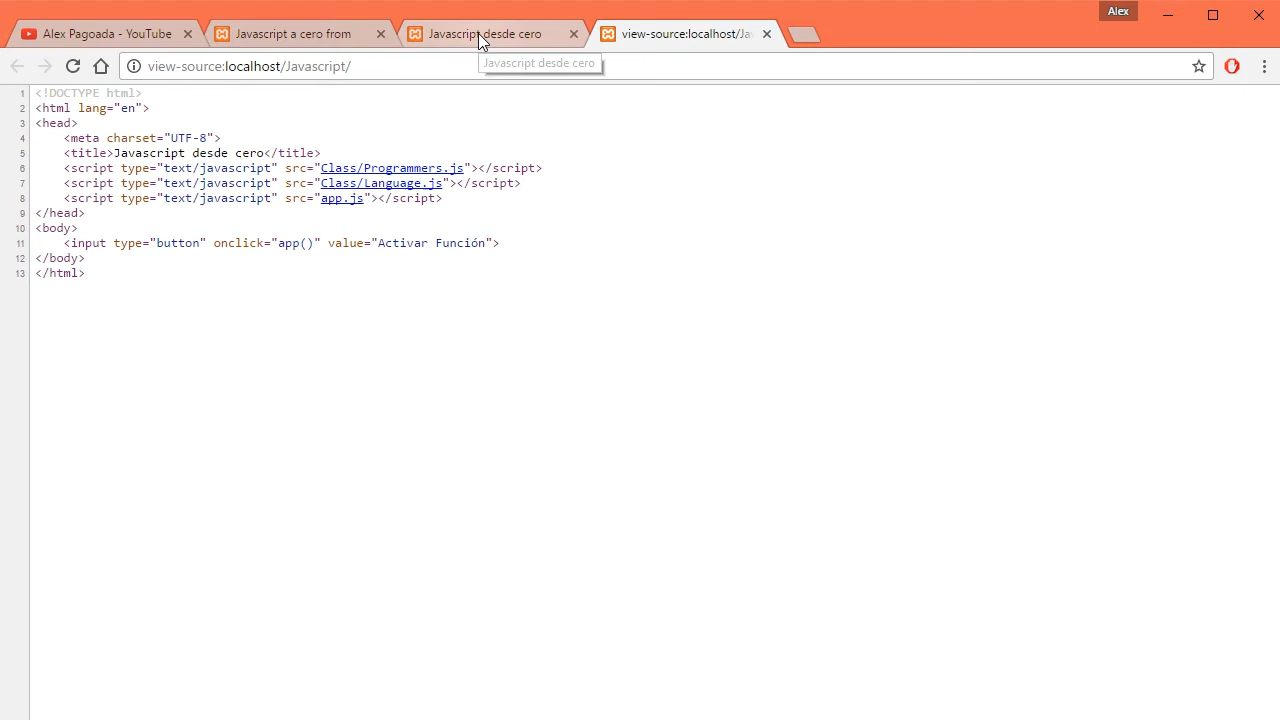 Alex
Alex Pagoada - YouTube
Javascript a cero from
Javascript desde cero
view-source:localhost/Ja
view-source:localhost/Javascript/
Javascript desde cero
1 <!DOCTYPE html>
2 <html lang="en">
3 <head>
4 <meta charset="UTF-8">
5 <title>Javascript desde cero</title>
6 <script type="text/javascript" src="Class/Programmers.js"></script>
7 <script type="text/javascript" src="Class/Language.js"></script>
8 <script type="text/javascript" src="app.js"></script>
9 </head>
10 <body>
11 <input type="button" onclick="app()" value="Activar Función">
12 </body>
13 </html>